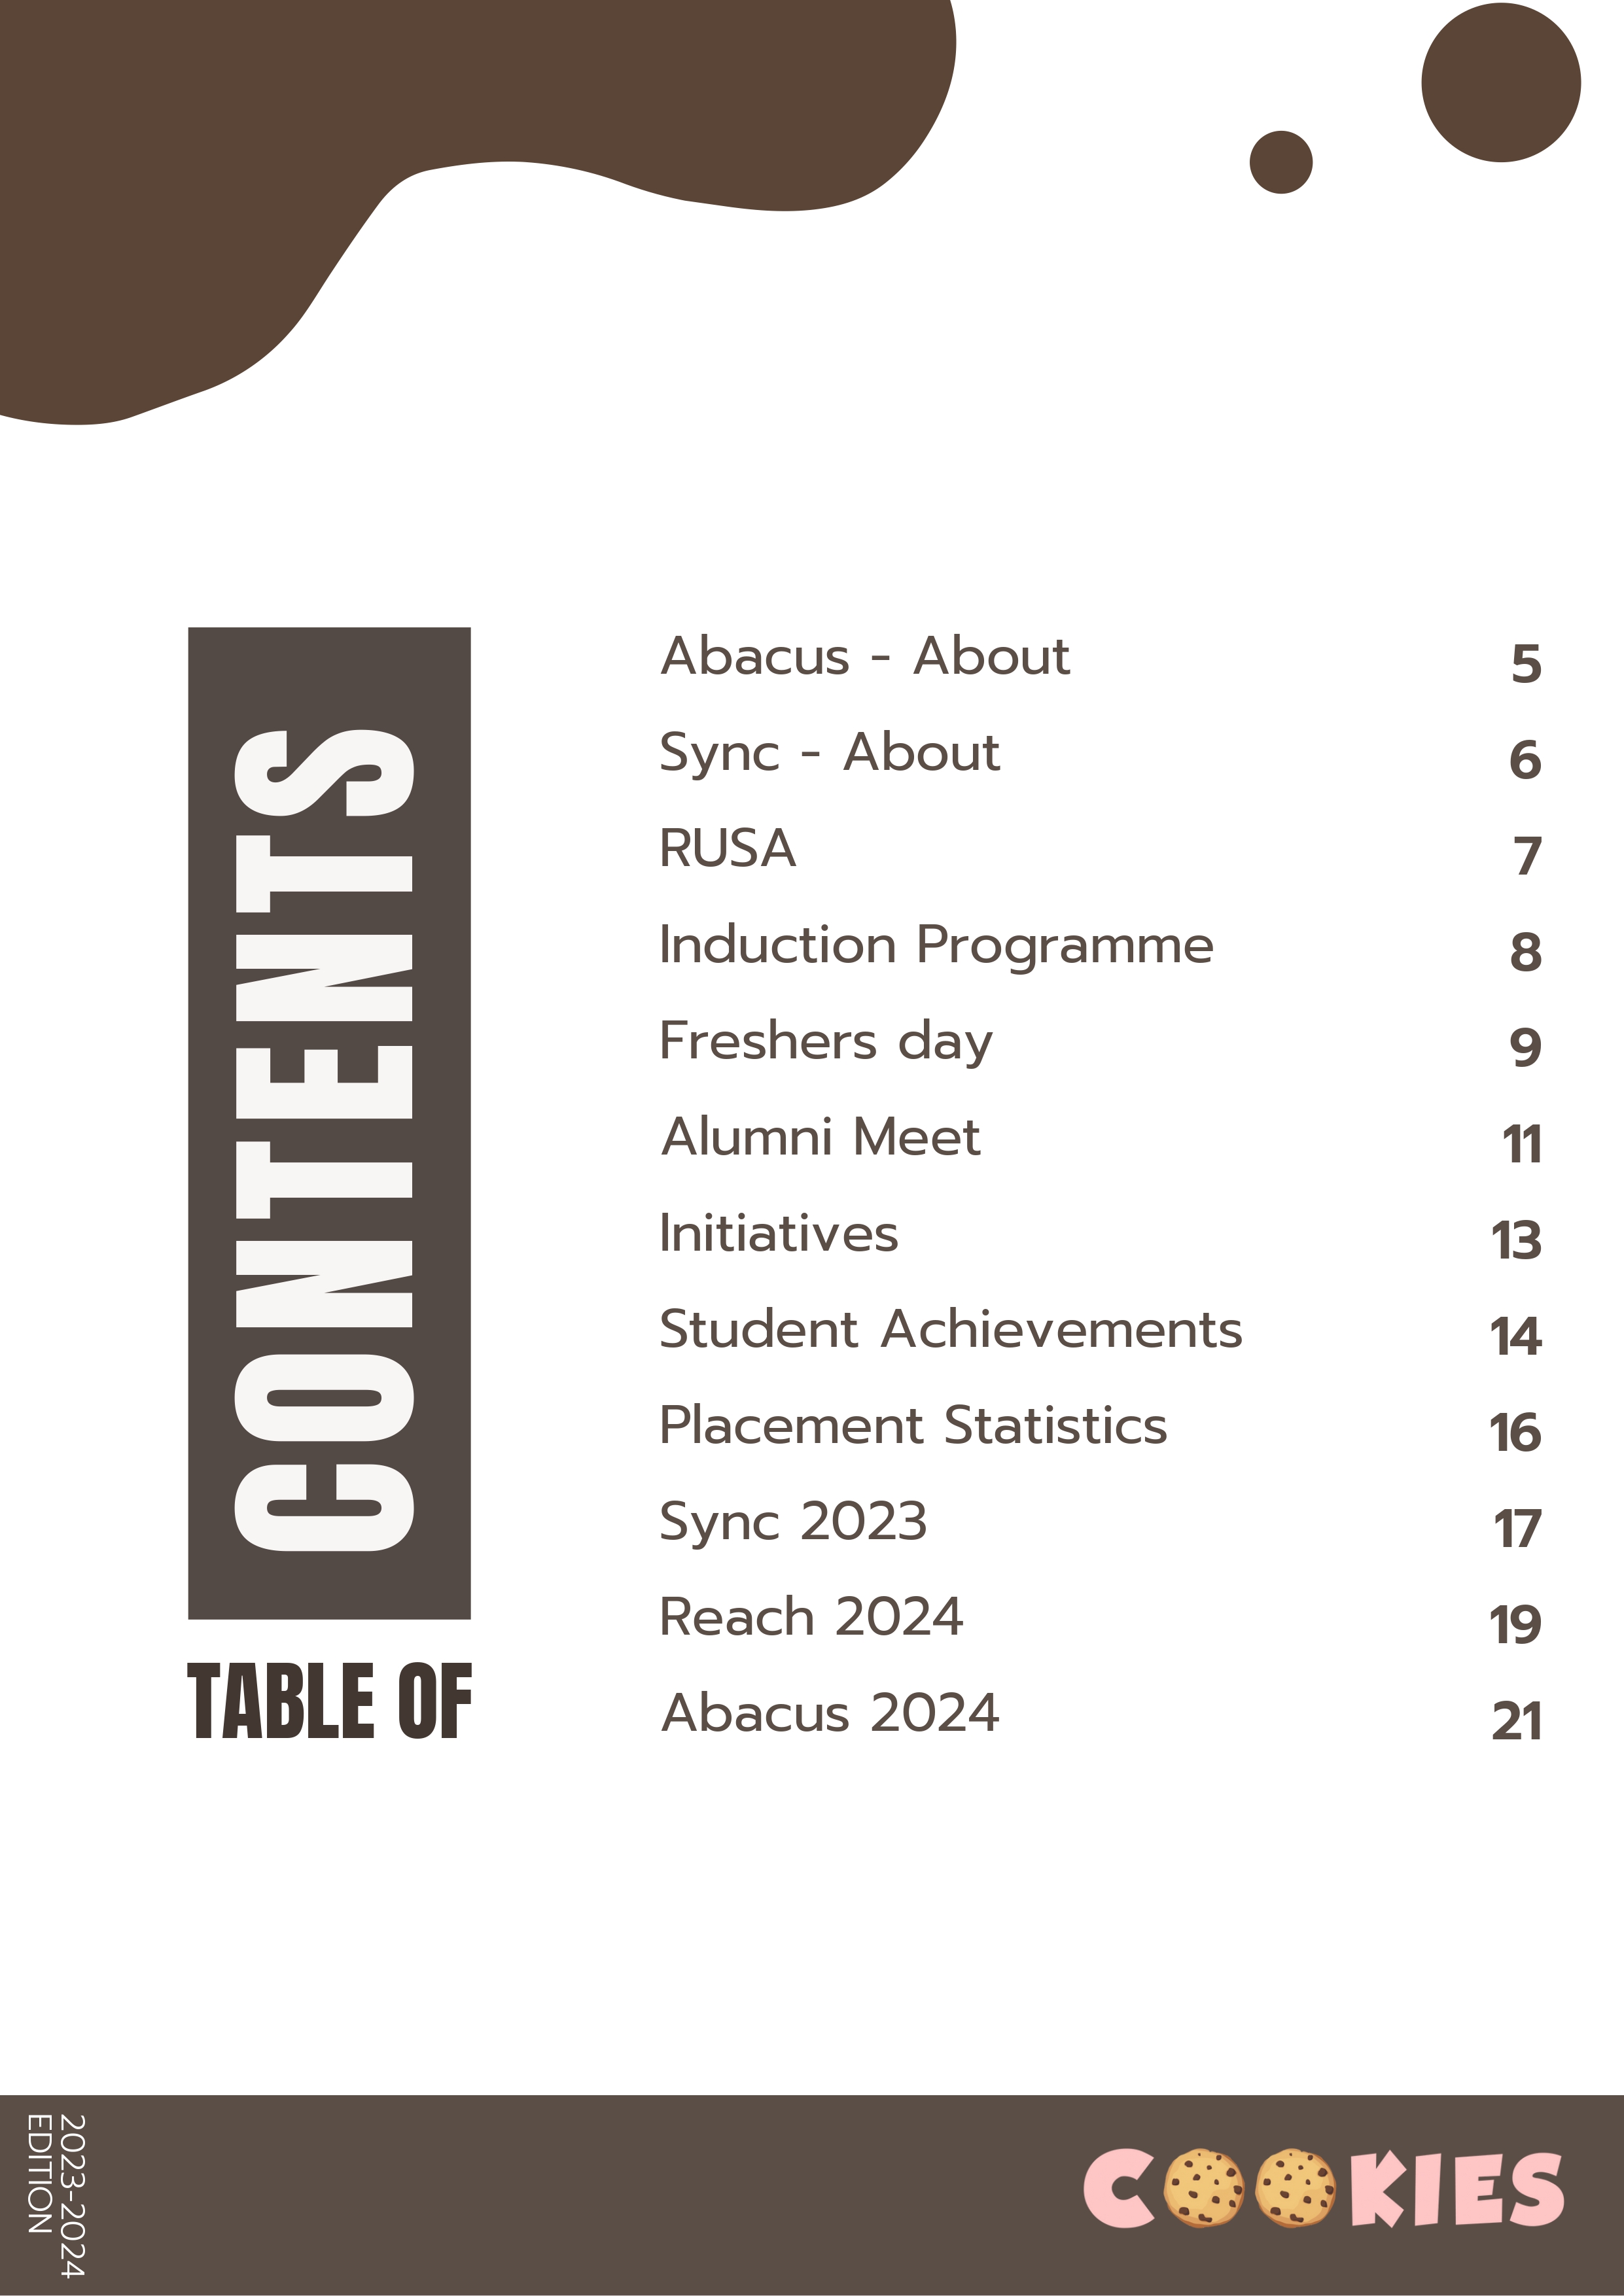 TABLE OF
CONTENTS
Abacus - About 5
Sync - About 6
RUSA 7
Induction Programme 8
Freshers day 9
Alumni Meet 11
Initiatives 13
Student Achievements 14
Placement Statistics 16
Sync 2023 17
Reach 2024 19
Abacus 2024 21
2023-2024
EDITION
COOKIES